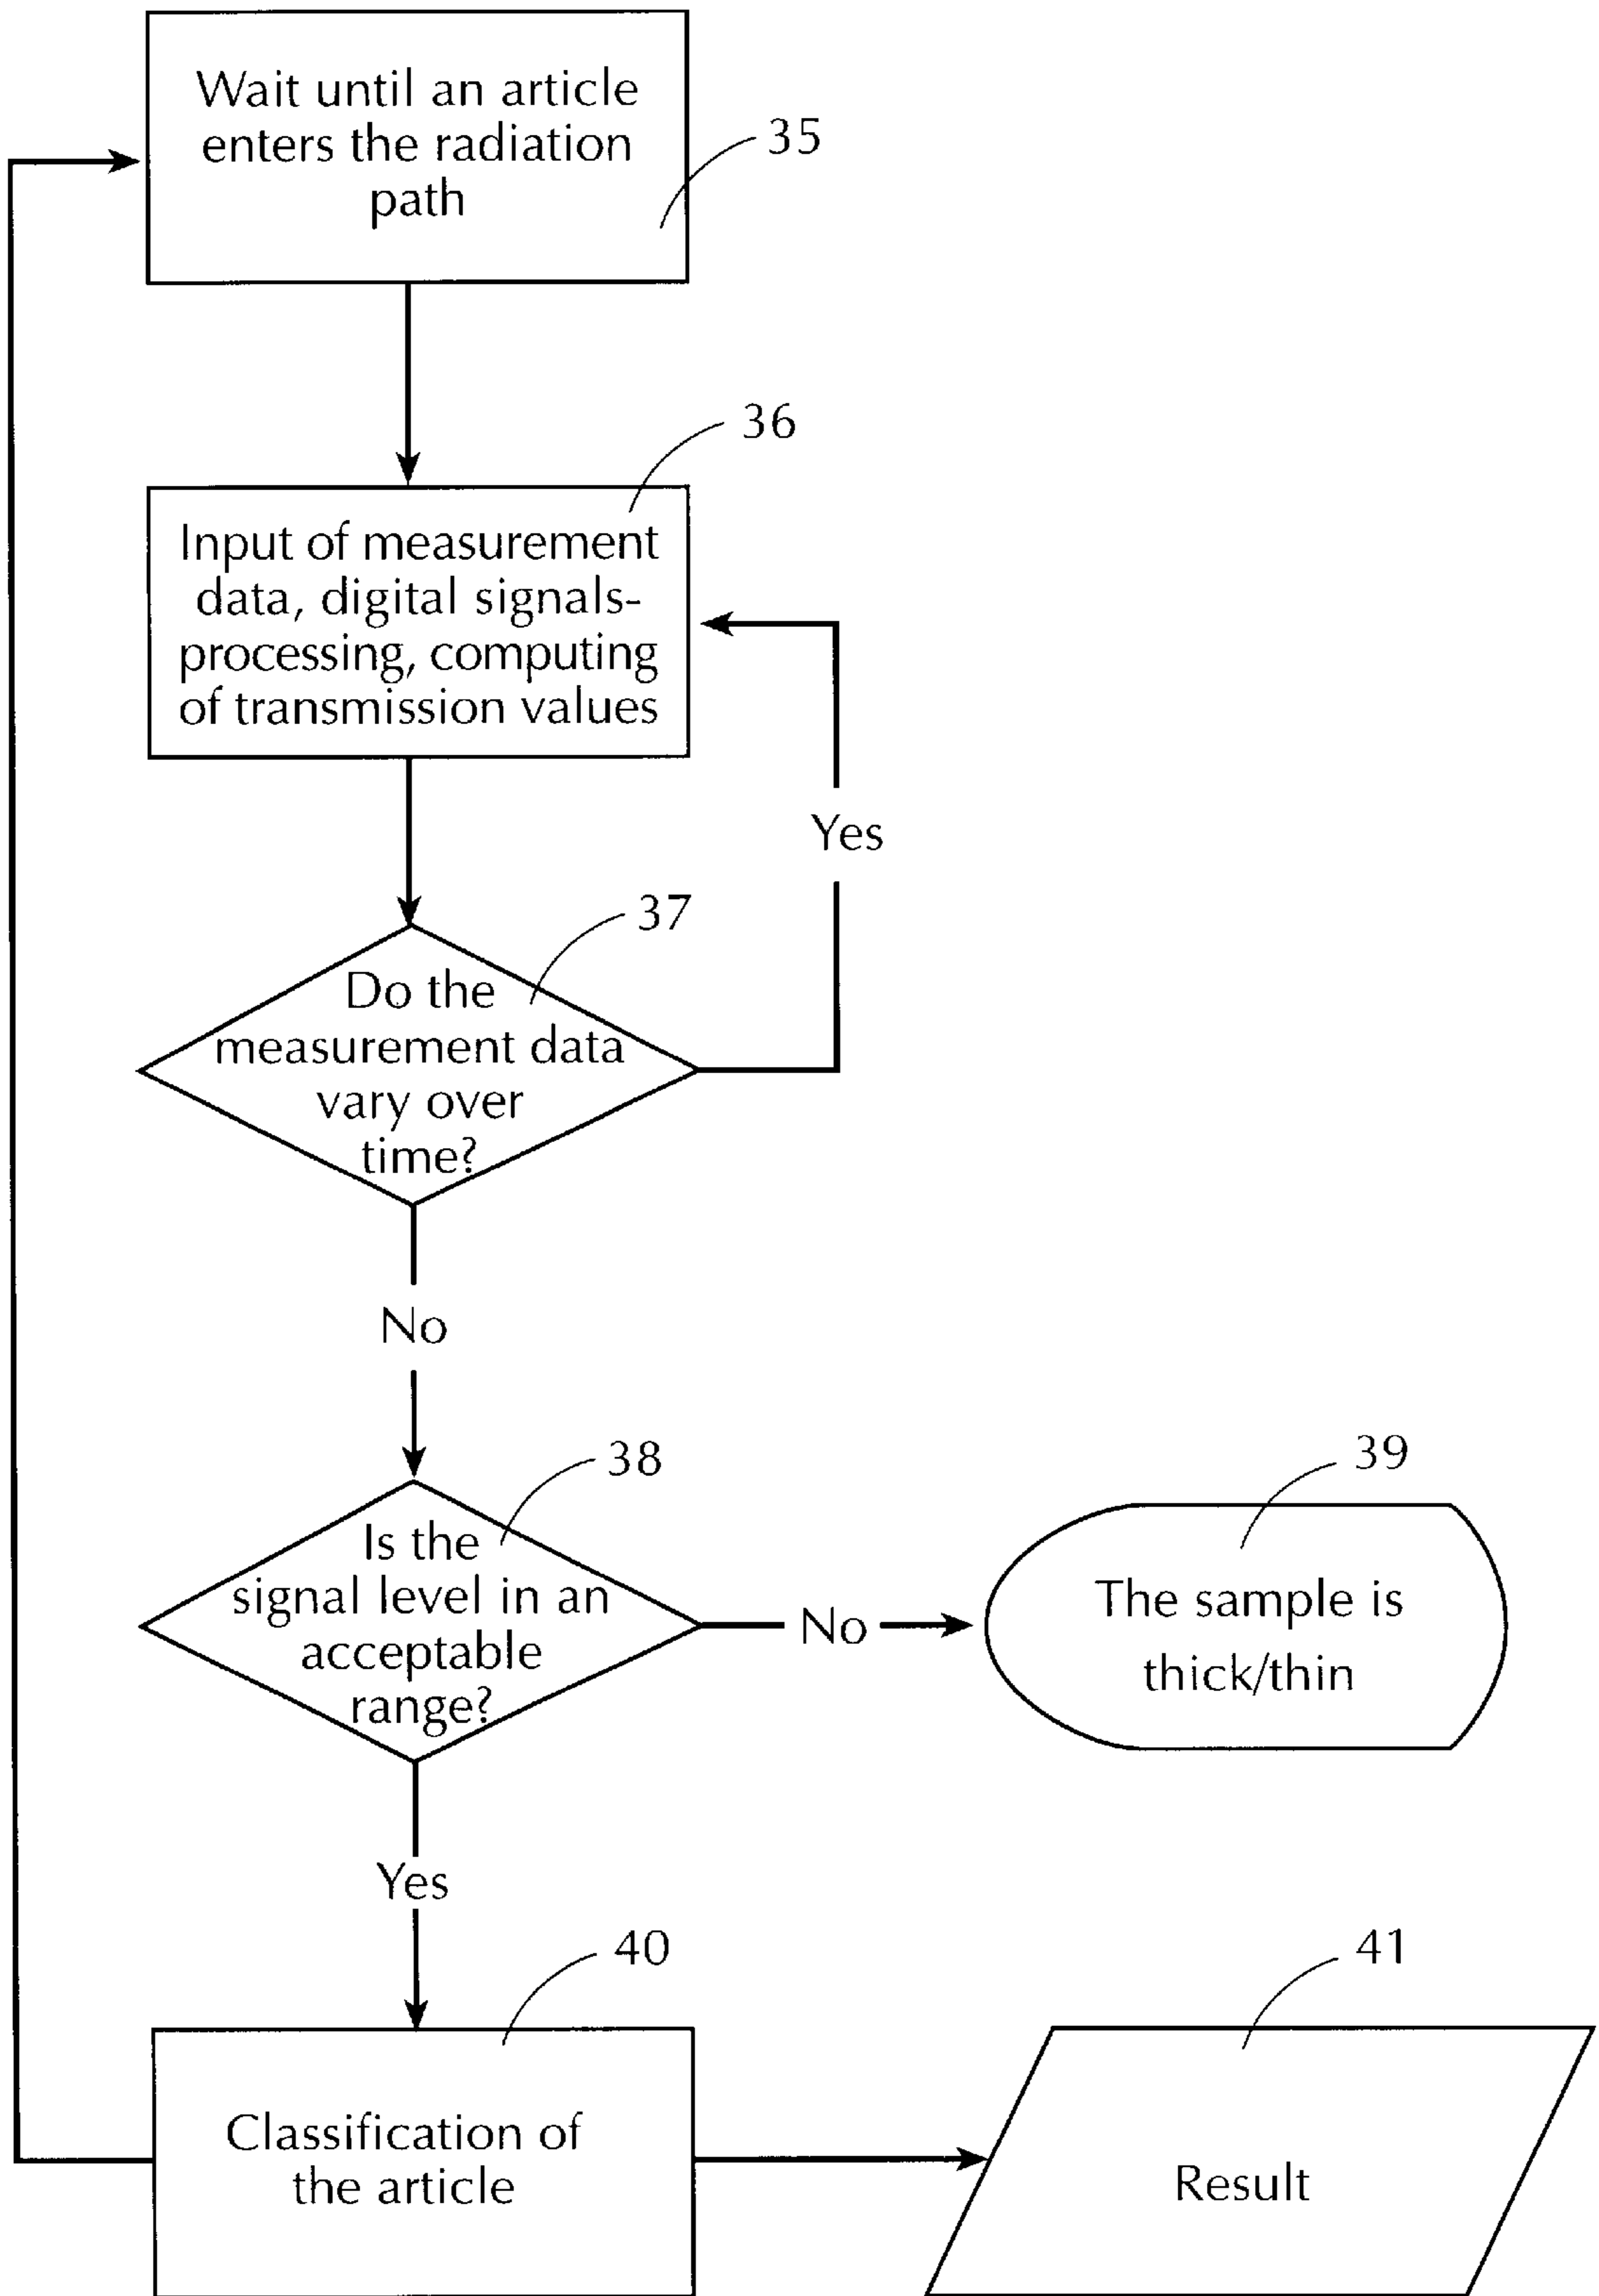 Wait until an article
enters the radiation
path
35
36
Input of measurement
data, digital signals-
processing, computing
of transmission values
Yes
37
Do the
measurement data
vary over
time?
No
38
Is the
signal level in an
acceptable
range?
No
39
The sample is
thick/thin
Yes
40
Classification of
the article
41
Result